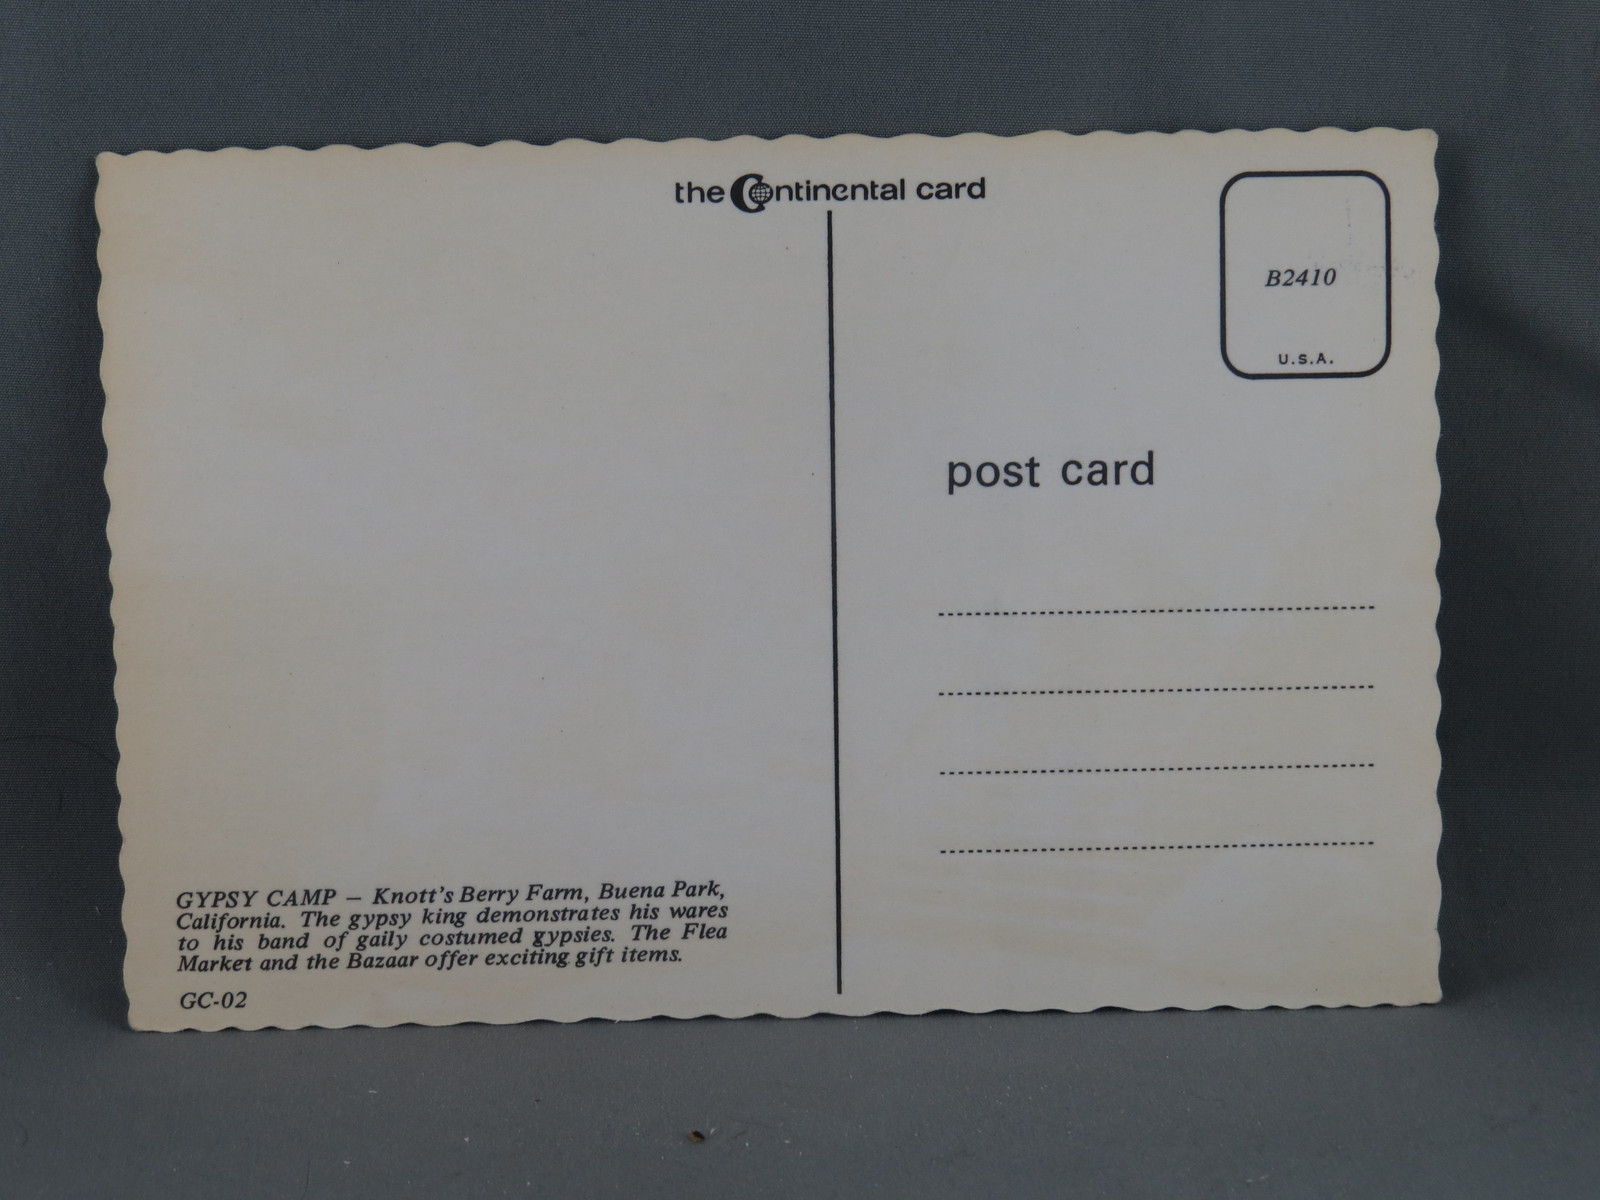 the Continental card
B2410
U.S.A.
post card
GYPSY CAMP — Knott's Berry Farm, Buena Park,
California. The gypsy king demonstrates his wares
to his band of gaily costumed gypsies. The Flea
Market and the Bazaar offer exciting gift items.
GC-02